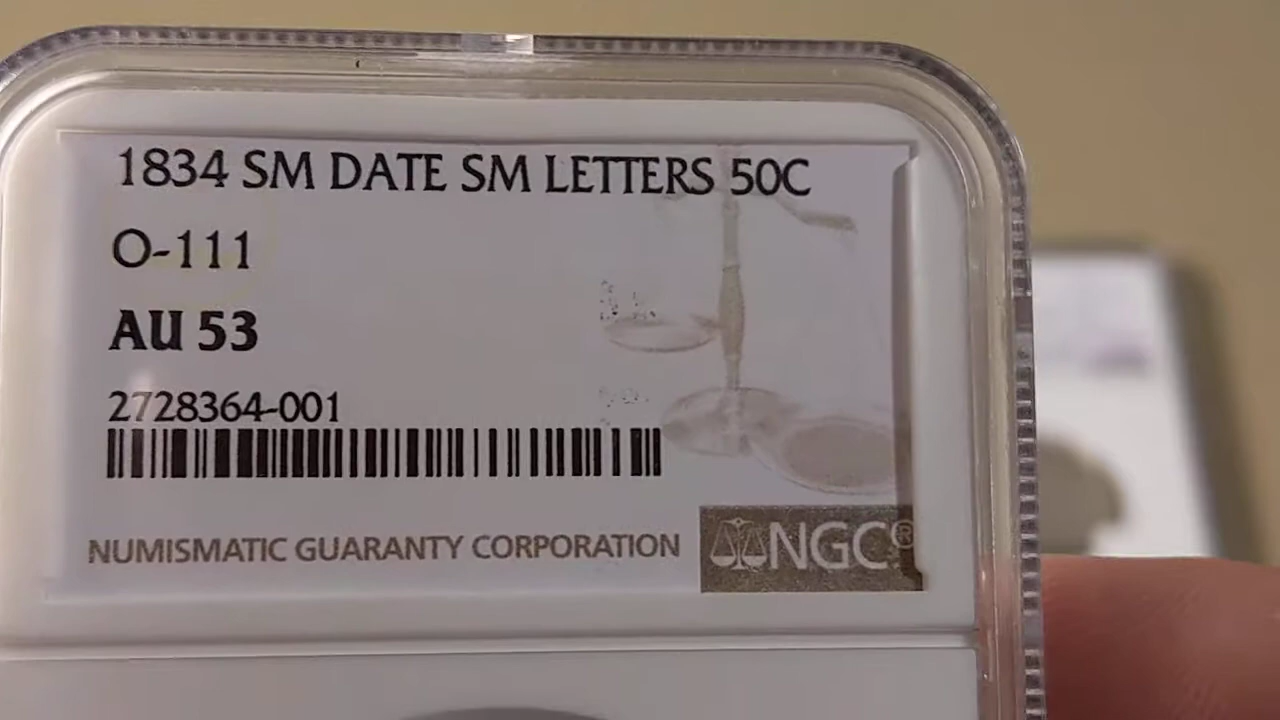 1834 SM DATE SM LETTERS 50C
O-111
AU 53
2728364-001
NUMISMATIC GUARANTY CORPORATION
NGC®